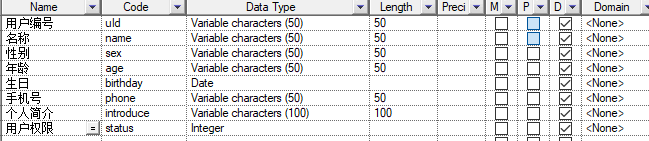 Name Code Data Type Length Preci M P D Domain
用户编号 uId Variable characters (50) 50 <None>
名称 name Variable characters (50) 50 <None>
性别 sex Variable characters (50) 50 <None>
年龄 age Variable characters (50) 50 <None>
生日 birthday Date <None>
手机号 phone Variable characters (50) 50 <None>
个人简介 introduce Variable characters (100) 100 <None>
用户权限 = status Integer <None>